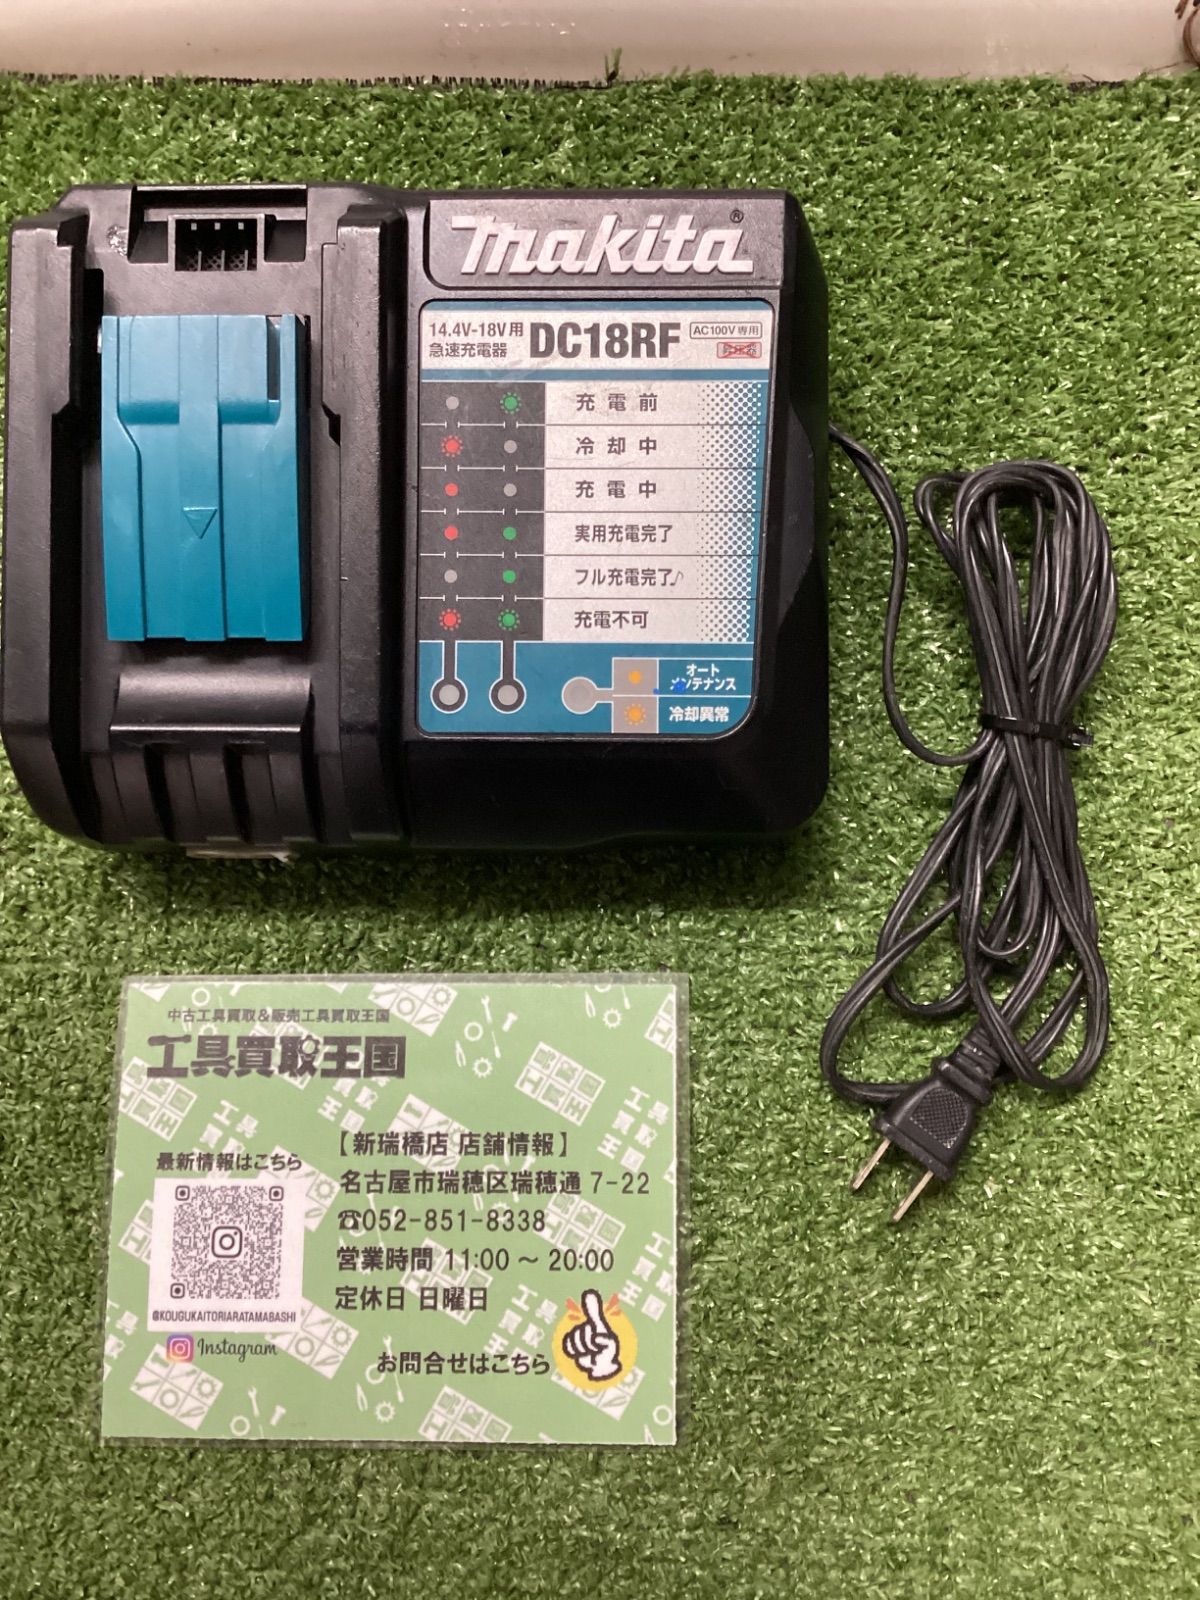 makita®
14.4V-18V用
急速充電器
DC18RF
AC100V専用
昇圧器
充電前
冷却中
充電中
実用充電完了
フル充電完了♪
充電不可
オート
メンテナンス
冷却異常
中古工具買取&販売工具買取王国
工具買取王国
【新瑞橋店 店舗情報】
最新情報はこちら
名古屋市瑞穂区瑞穂通 7-22
☎052-851-8338
営業時間 11:00 ～ 20:00
定休日 日曜日
@KOUGUKAITORIARATAMABASHI
Instagram
お問合せはこちら